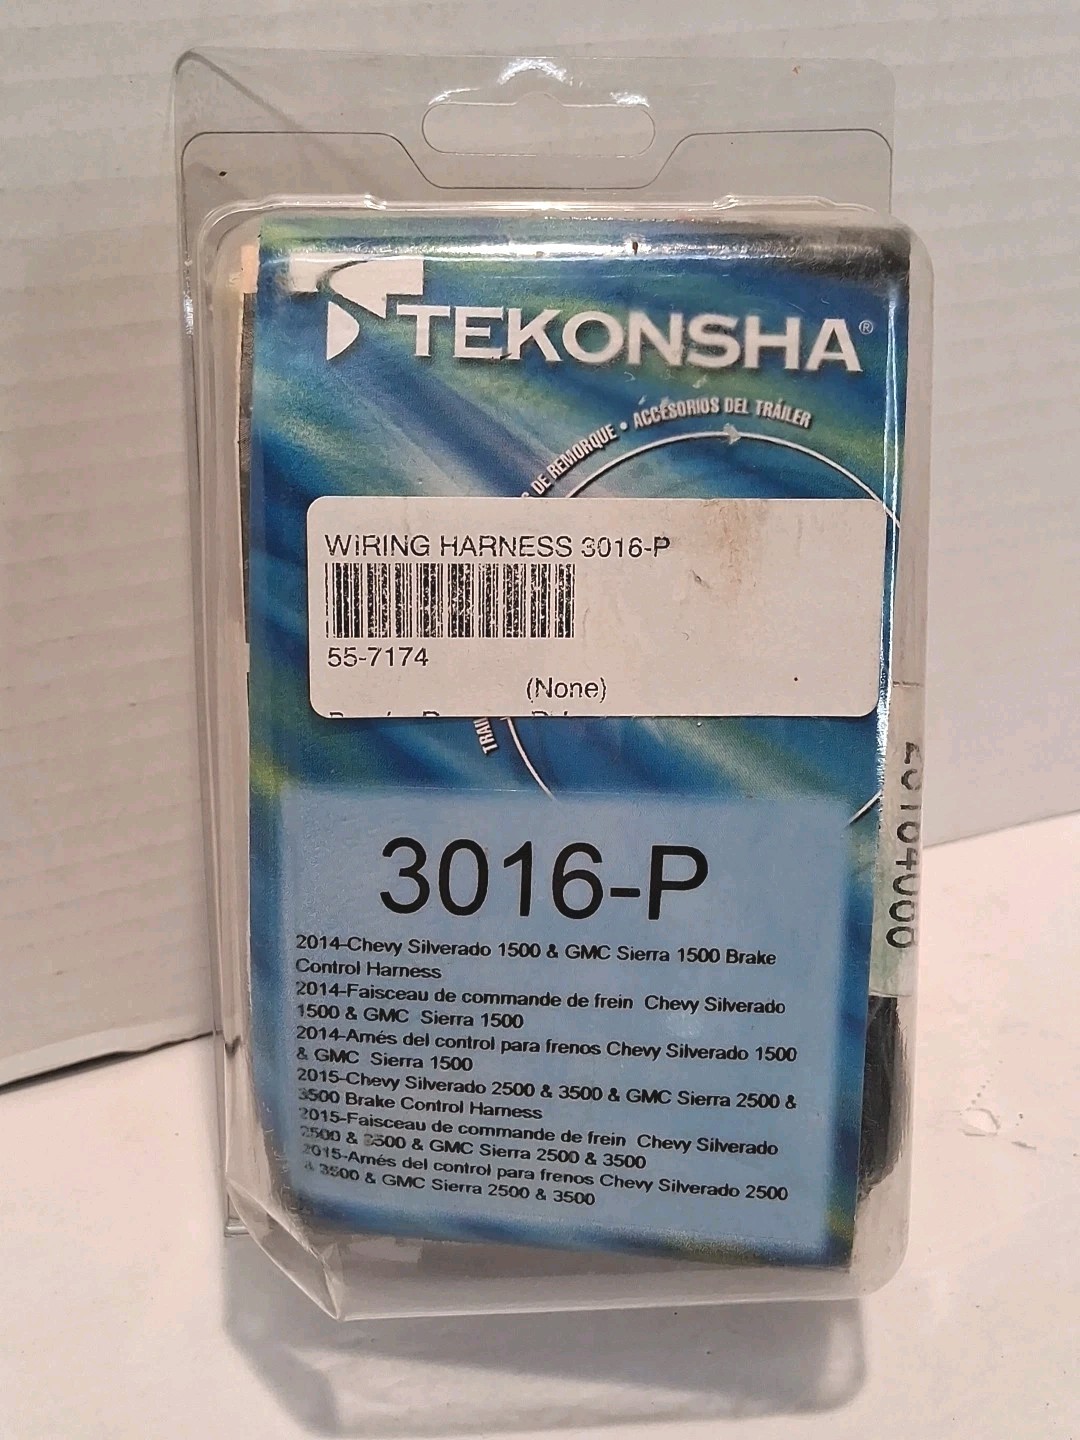 TEKONSHA®
DE REMORQUE • ACCESORIOS DEL TRÁILER
WIRING HARNESS 3016-P
55-7174
(None)
3016-P
2014-Chevy Silverado 1500 & GMC Sierra 1500 Brake
Control Harness
2014-Faisceau de commande de frein Chevy Silverado
1500 & GMC Sierra 1500
2014-Arnés del control para frenos Chevy Silverado 1500
& GMC Sierra 1500
2015-Chevy Silverado 2500 & 3500 & GMC Sierra 2500 &
3500 Brake Control Harness
2015-Faisceau de commande de frein Chevy Silverado
2500 & 3500 & GMC Sierra 2500 & 3500
2015-Arnés del control para frenos Chevy Silverado 2500
& 3500 & GMC Sierra 2500 & 3500